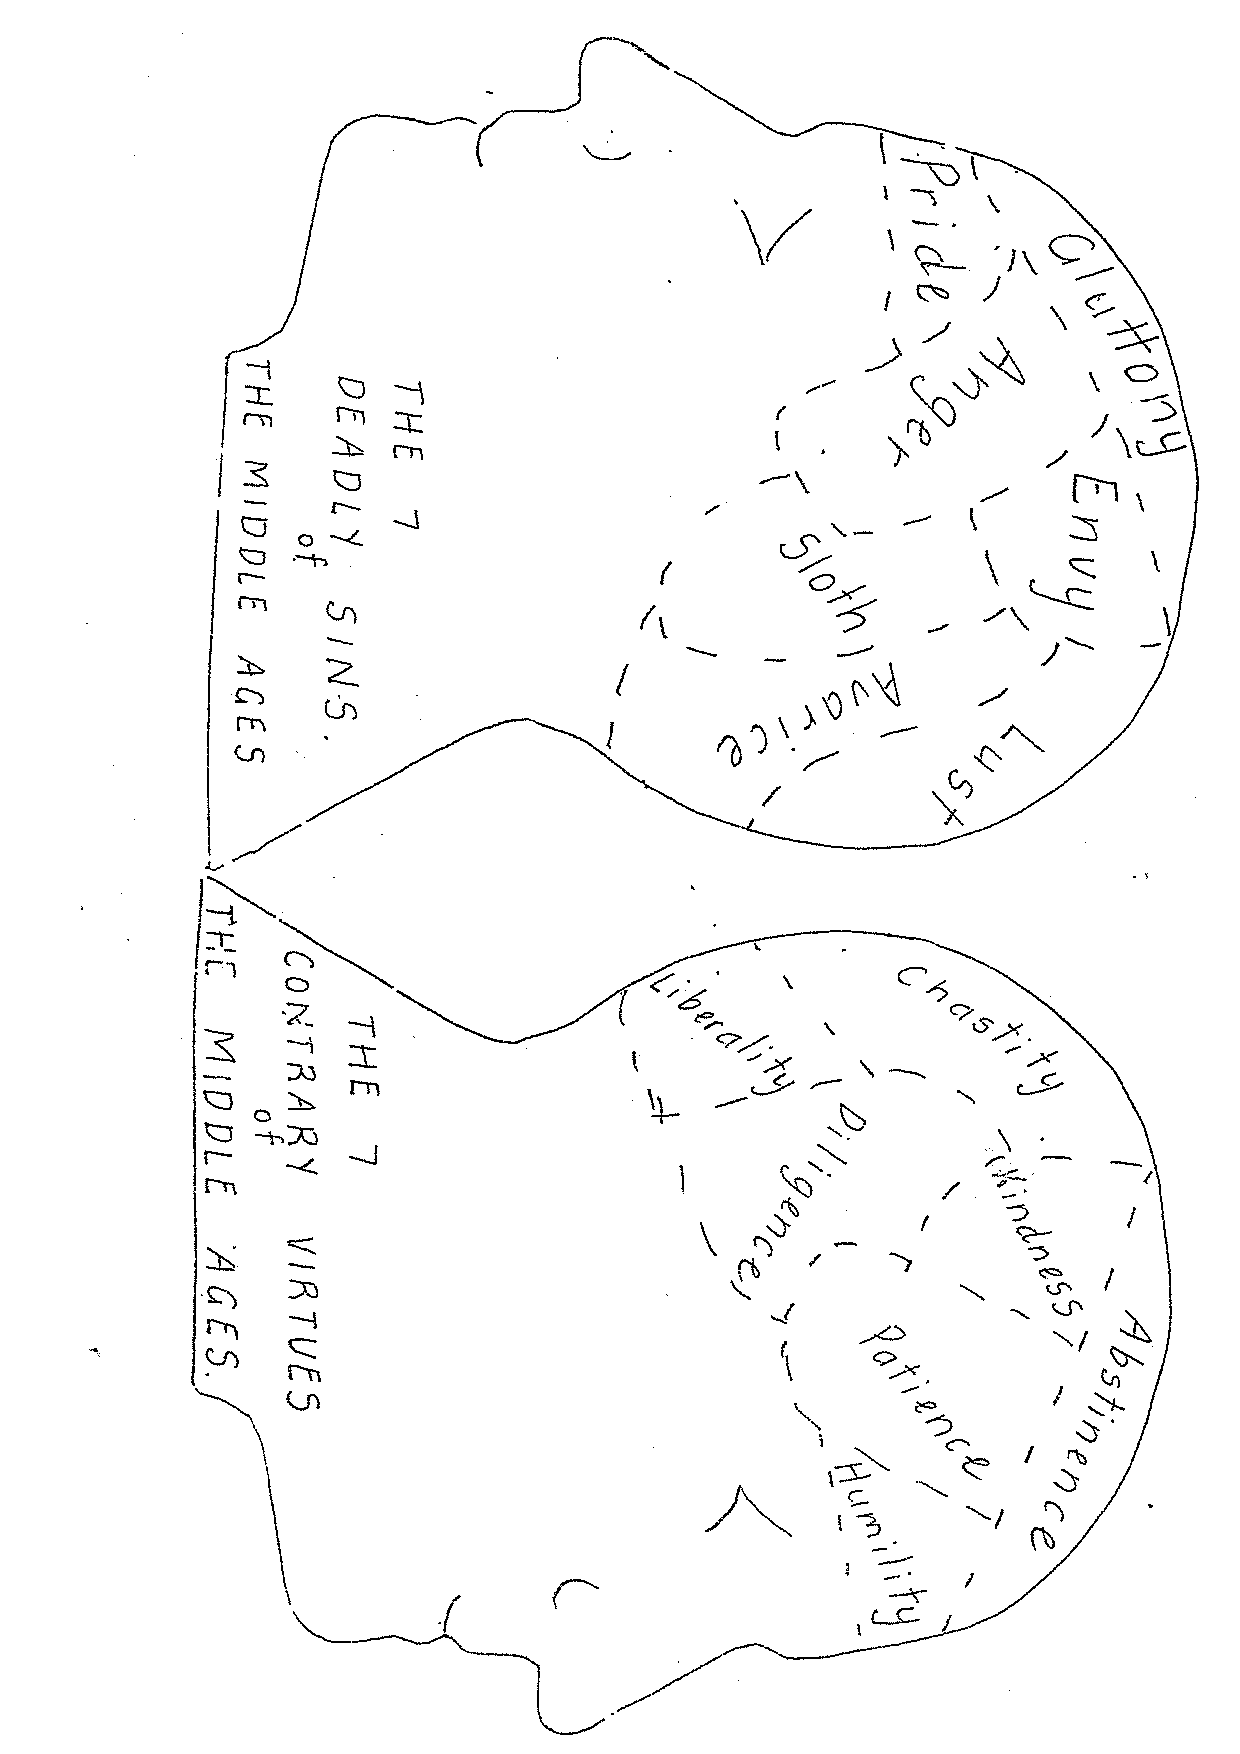 Gluttony
Pride
Anger
Envy
Sloth
Avarice
Lust
THE 7
DEADLY SINS.
of
THE MIDDLE AGES
Chastity
Liberality
Diligence
Kindness
Abstinence
Patience
Humility
THE 7
CONTRARY VIRTUES
of
THE MIDDLE AGES.